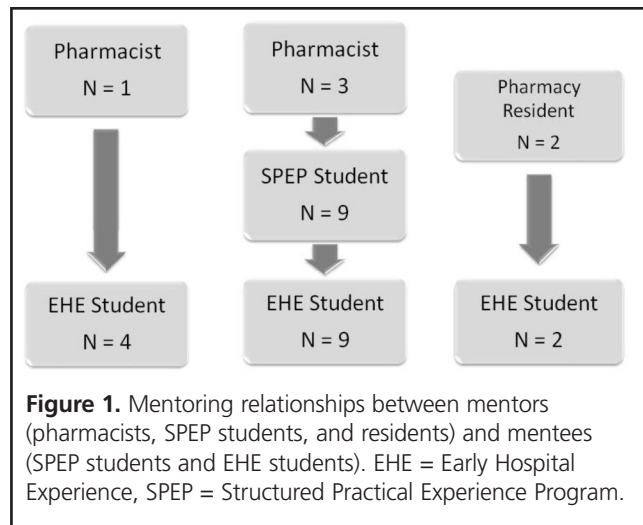 Pharmacist
N = 1
EHE Student
N = 4
Pharmacist
N = 3
SPEP Student
N = 9
EHE Student
N = 9
Pharmacy
Resident
N = 2
EHE Student
N = 2
Figure 1. Mentoring relationships between mentors
(pharmacists, SPEP students, and residents) and mentees
(SPEP students and EHE students). EHE = Early Hospital
Experience, SPEP = Structured Practical Experience Program.